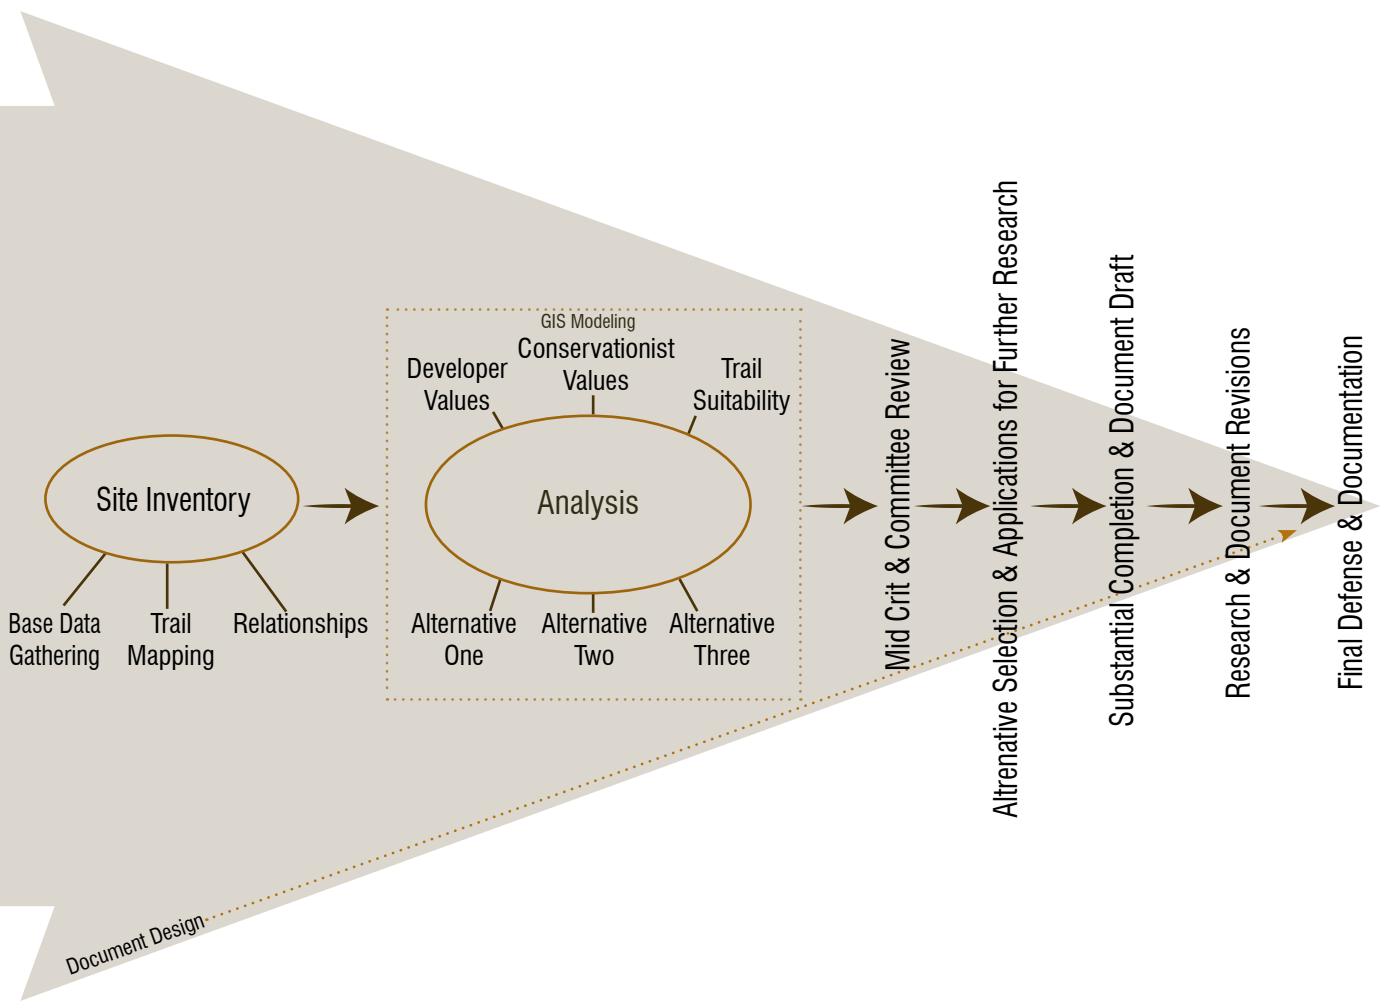 Site Inventory
Base Data
Gathering
Trail
Mapping
Relationships
GIS Modeling
Developer
Values
Conservationist
Values
Trail
Suitability
Analysis
Alternative
One
Alternative
Two
Alternative
Three
Mid Crit & Committee Review
Altrenative Selection & Applications for Further Research
Substantial Completion & Document Draft
Research & Document Revisions
Final Defense & Documentation
Document Design